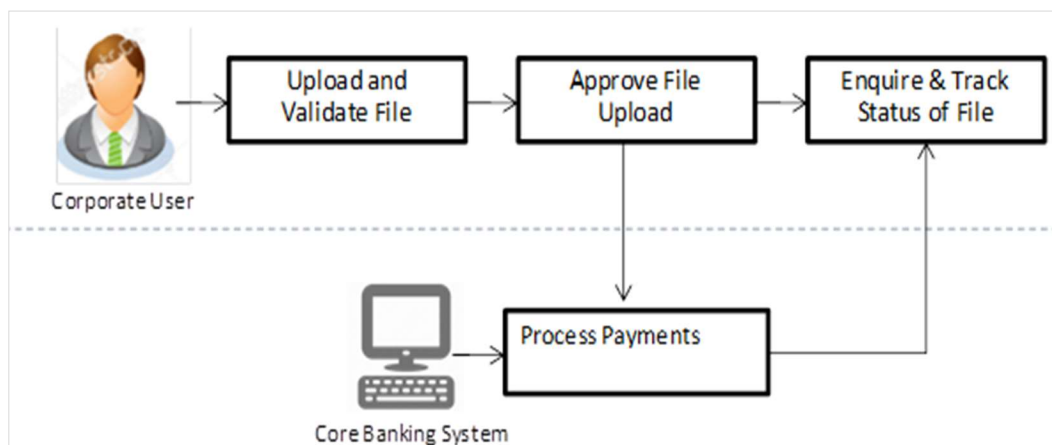 Upload and
Validate File
Approve File
Upload
Enquire & Track
Status of File
Corporate User
Process Payments
Core Banking System